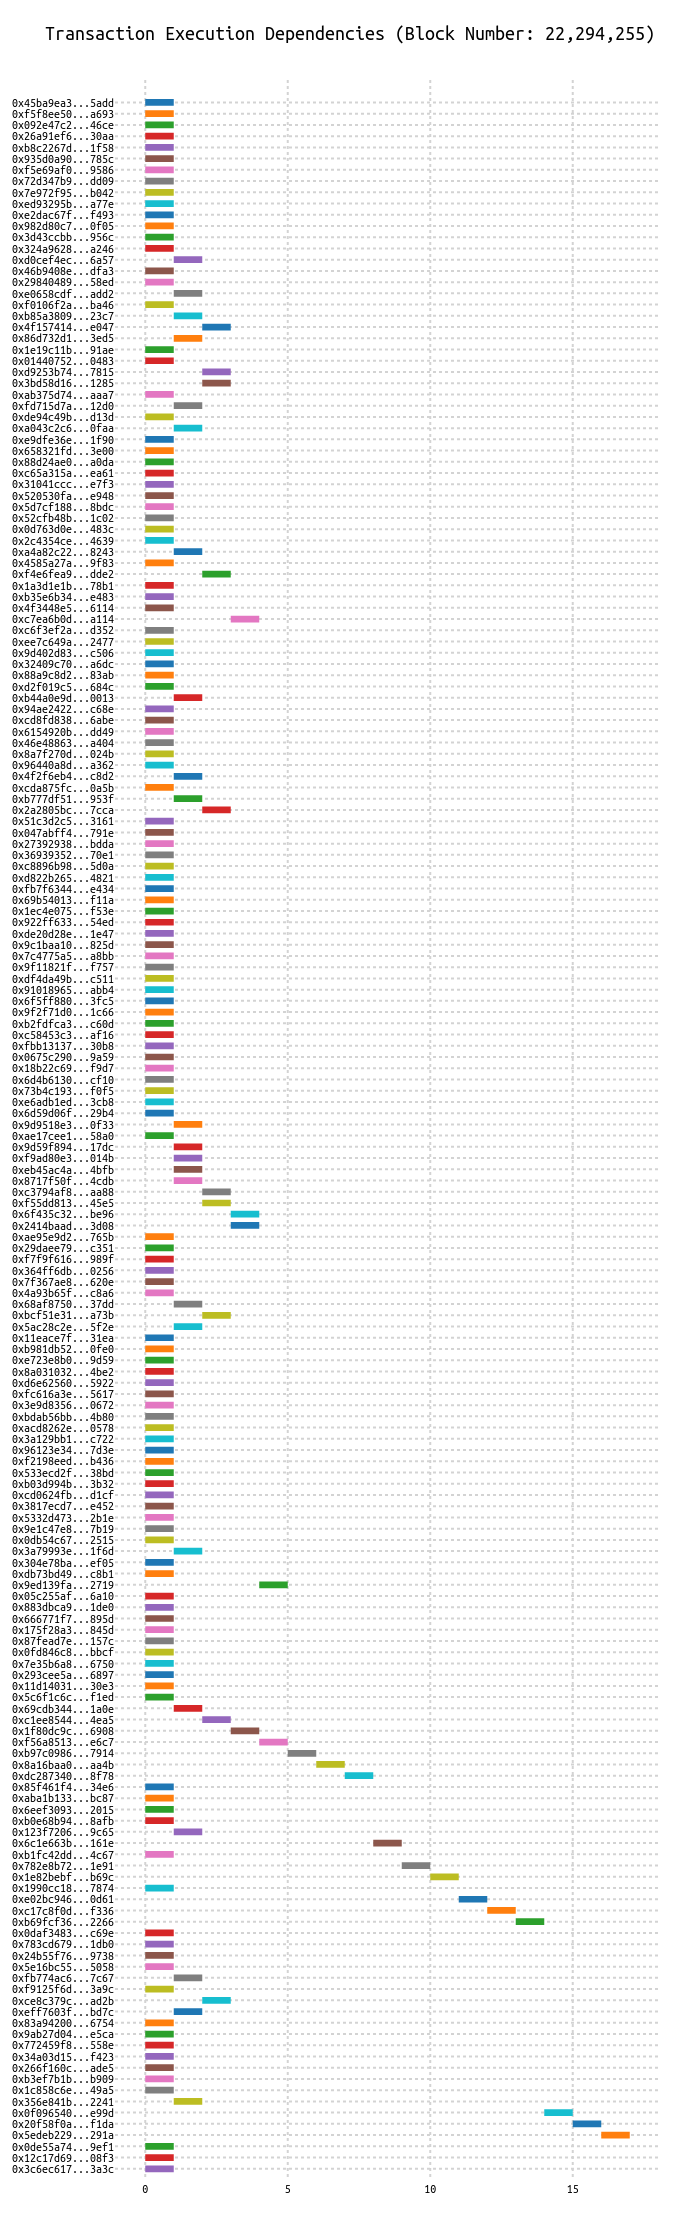 Transaction Execution Dependencies (Block Number: 22,294,255)
0x45ba9ea3...5add
0xf5f8ee50...a693
0x092e47c2...46ce
0x26a91ef6...30aa
0xb8c2267d...1f58
0x935d0a90...785c
0xf5e69af0...9586
0x72d347b9...dd09
0x7e972f95...b042
0xed93295b...a77e
0xe2dac67f...f493
0x982d80c7...0f05
0x3d43ccbb...956c
0x324a9628...a246
0xd0cef4ec...6a57
0x46b9408e...dfa3
0x29840489...58ed
0xe0658cdf...add2
0xf0106f2a...ba46
0xb85a3809...23c7
0x4f157414...e047
0x86d732d1...3ed5
0x1e19c11b...91ae
0x01440752...0483
0xd9253b74...7815
0x3bd58d16...1285
0xab375d74...aaa7
0xfd715d7a...12d0
0xde94c49b...d13d
0xa043c2c6...0faa
0xe9dfe36e...1f90
0x658321fd...3e00
0x88d24ae0...a0da
0xc65a315a...ea61
0x31041ccc...e7f3
0x520530fa...e948
0x5d7cf188...8bdc
0x52cfb48b...1c02
0x0d763d0e...483c
0x2c4354ce...4639
0xa4a82c22...8243
0x4585a27a...9f83
0xf4e6fea9...dde2
0x1a3d1e1b...78b1
0xb35e6b34...e483
0x4f3448e5...6114
0xc7ea6b0d...a114
0xc6f3ef2a...d352
0xee7c649a...2477
0x9d402d83...c506
0x32409c70...a6dc
0x88a9c8d2...83ab
0xd2f019c5...684c
0xb44a0e9d...0013
0x94ae2422...c68e
0xcd8fd838...6abe
0x6154920b...dd49
0x46e48863...a404
0x8a7f270d...024b
0x96440a8d...a362
0x4f2f6eb4...c8d2
0xcda875fc...0a5b
0xb777df51...953f
0x2a2805bc...7cca
0x51c3d2c5...3161
0x047abff4...791e
0x27392938...bdda
0x36939352...70e1
0xc8896b98...5d0a
0xd822b265...4821
0xfb7f6344...e434
0x69b54013...f11a
0x1ec4e075...f53e
0x922ff633...54ed
0xde20d28e...1e47
0x9c1baa10...825d
0x7c4775a5...a8bb
0x9f11821f...f757
0xdf4da49b...c511
0x91018965...abb4
0x6f5ff880...3fc5
0x9f2f71d0...1c66
0xb2fdfca3...c60d
0xc58453c3...af16
0xfbb13137...30b8
0x0675c290...9a59
0x18b22c69...f9d7
0x6d4b6130...cf10
0x73b4c193...f0f5
0xe6adb1ed...3cb8
0x6d59d06f...29b4
0x9d9518e3...0f33
0xae17cee1...58a0
0x9d59f894...17dc
0xf9ad80e3...014b
0xeb45ac4a...4bfb
0x8717f50f...4cdb
0xc3794af8...aa88
0xf55dd813...45e5
0x6f435c32...be96
0x2414baad...3d08
0xae95e9d2...765b
0x29daee79...c351
0xf7f9f616...989f
0x364ff6db...0256
0x7f367ae8...620e
0x4a93b65f...c8a6
0x68af8750...37dd
0xbcf51e31...a73b
0x5ac28c2e...5f2e
0x11eace7f...31ea
0xb981db52...0fe0
0xe723e8b0...9d59
0x8a031032...4be2
0xd6e62560...5922
0xfc616a3e...5617
0x3e9d8356...0672
0xbdab56bb...4b80
0xacd8262e...0578
0x3a129bb1...c722
0x96123e34...7d3e
0xf2198eed...b436
0x533ecd2f...38bd
0xb03d994b...3b32
0xcd0624fb...d1cf
0x3817ecd7...e452
0x5332d473...2b1e
0x9e1c47e8...7b19
0x0db54c67...2515
0x3a79993e...1f6d
0x304e78ba...ef05
0xdb73bd49...c8b1
0x9ed139fa...2719
0x05c255af...6a10
0x883dbca9...1de0
0x666771f7...895d
0x175f28a3...845d
0x87fead7e...157c
0x0fd846c8...bbcf
0x7e35b6a8...6750
0x293cee5a...6897
0x11d14031...30e3
0x5c6f1c6c...f1ed
0x69cdb344...1a0e
0xc1ee8544...4ea5
0x1f80dc9c...6908
0xf56a8513...e6c7
0xb97c0986...7914
0x8a16baa0...aa4b
0xdc287340...8f78
0x85f461f4...34e6
0xaba1b133...bc87
0x6eef3093...2015
0xb0e68b94...8afb
0x123f7206...9c65
0x6c1e663b...161e
0xb1fc42dd...4c67
0x782e8b72...1e91
0x1e82bebf...b69c
0x1990cc18...7874
0xe02bc946...0d61
0xc17c8f0d...f336
0xb69fcf36...2266
0x0daf3483...c69e
0x783cd679...1db0
0x24b55f76...9738
0x5e16bc55...5058
0xfb774ac6...7c67
0xf9125f6d...3a9c
0xce8c379c...ad2b
0xeff7603f...bd7c
0x83a94200...6754
0x9ab27d04...e5ca
0x772459f8...558e
0x34a03d15...f423
0x266f160c...ade5
0xb3ef7b1b...b909
0x1c858c6e...49a5
0x356e841b...2241
0x0f096540...e99d
0x20f58f0a...f1da
0x5edeb229...291a
0x0de55a74...9ef1
0x12c17d69...08f3
0x3c6ec617...3a3c
0 5 10 15